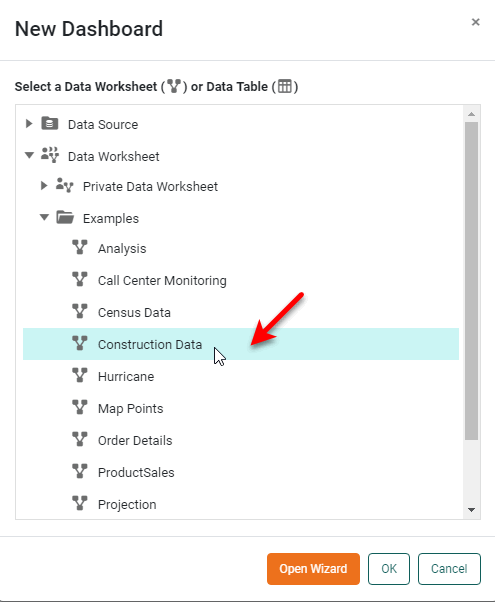 New Dashboard
×
Select a Data Worksheet ( ) or Data Table ( )
Data Source
Data Worksheet
Private Data Worksheet
Examples
Analysis
Call Center Monitoring
Census Data
Construction Data
Hurricane
Map Points
Order Details
ProductSales
Projection
Open Wizard OK Cancel